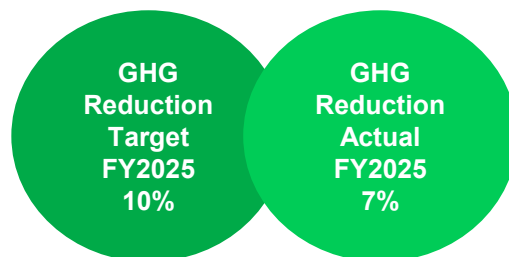 GHG
Reduction
Target
FY2025
10%
GHG
Reduction
Actual
FY2025
7%